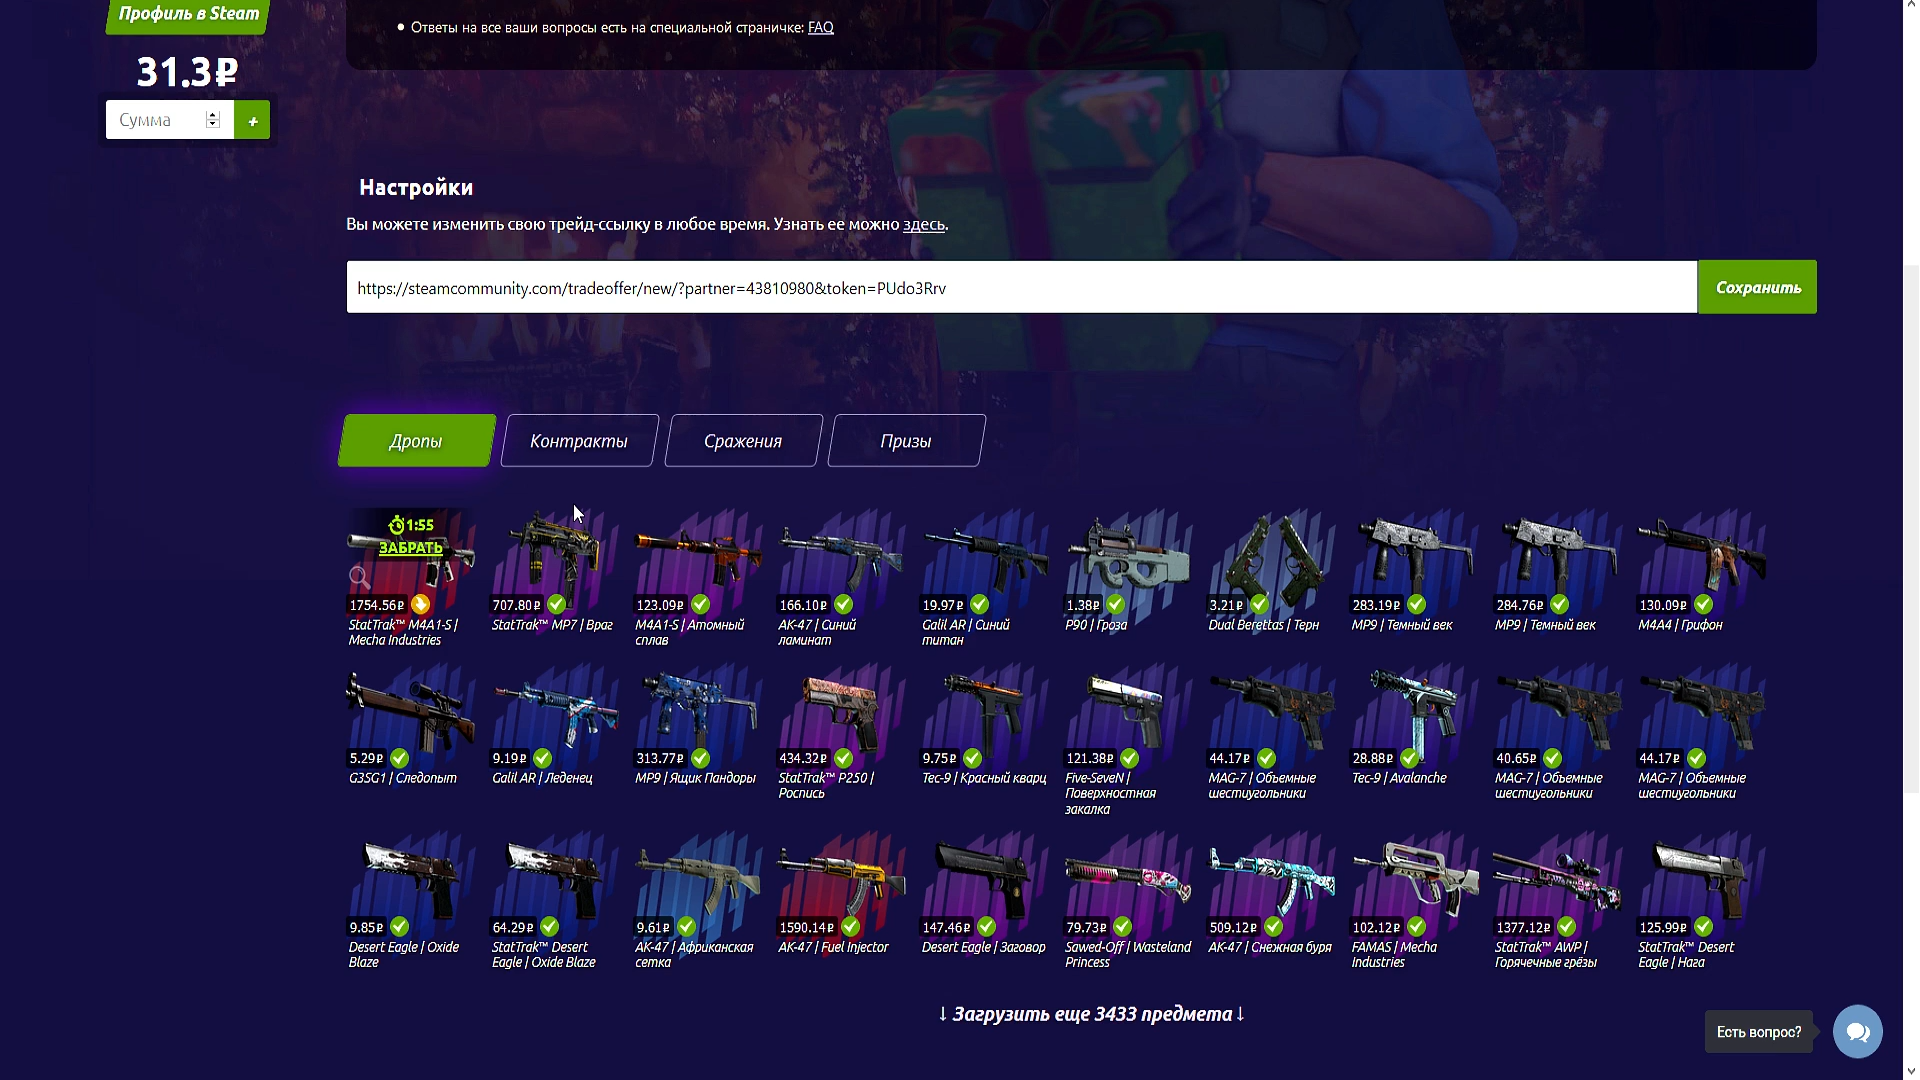 Профиль в Steam
Ответы на все ваши вопросы есть на специальной страничке: FAQ
31.3₽
Сумма
+
Настройки
Вы можете изменить свою трейд-ссылку в любое время. Узнать ее можно здесь.
https://steamcommunity.com/tradeoffer/new/?partner=43810980&token=PUdo3Rrv
Сохранить
Дропы
Контракты
Сражения
Призы
1:55
ЗАБРАТЬ
1754.56₽
StatTrak™ M4A1-S |
Mecha Industries
707.80₽
StatTrak™ MP7 | Враг
123.09₽
M4A1-S | Атомный
сплав
166.10₽
AK-47 | Синий
ламинат
19.97₽
Galil AR | Синий
титан
1.38₽
P90 | Гроза
3.21₽
Dual Berettas | Терн
283.19₽
MP9 | Темный век
284.76₽
MP9 | Темный век
130.09₽
M4A4 | Грифон
5.29₽
G3SG1 | Следопыт
9.19₽
Galil AR | Леденец
313.77₽
MP9 | Ящик Пандоры
434.32₽
StatTrak™ P250 |
Роспись
9.75₽
Tec-9 | Красный кварц
121.38₽
Five-SeveN |
Поверхностная
закалка
44.17₽
MAG-7 | Объемные
шестиугольники
28.88₽
Tec-9 | Avalanche
40.65₽
MAG-7 | Объемные
шестиугольники
44.17₽
MAG-7 | Объемные
шестиугольники
9.85₽
Desert Eagle | Oxide
Blaze
64.29₽
StatTrak™ Desert
Eagle | Oxide Blaze
9.61₽
AK-47 | Африканская
сетка
1590.14₽
AK-47 | Fuel Injector
147.46₽
Desert Eagle | Заговор
79.73₽
Sawed-Off | Wasteland
Princess
509.12₽
AK-47 | Снежная буря
102.12₽
FAMAS | Mecha
Industries
1377.12₽
StatTrak™ AWP |
Горячечные грёзы
125.99₽
StatTrak™ Desert
Eagle | Нага
↓ Загрузить еще 3433 предмета ↓
Есть вопрос?